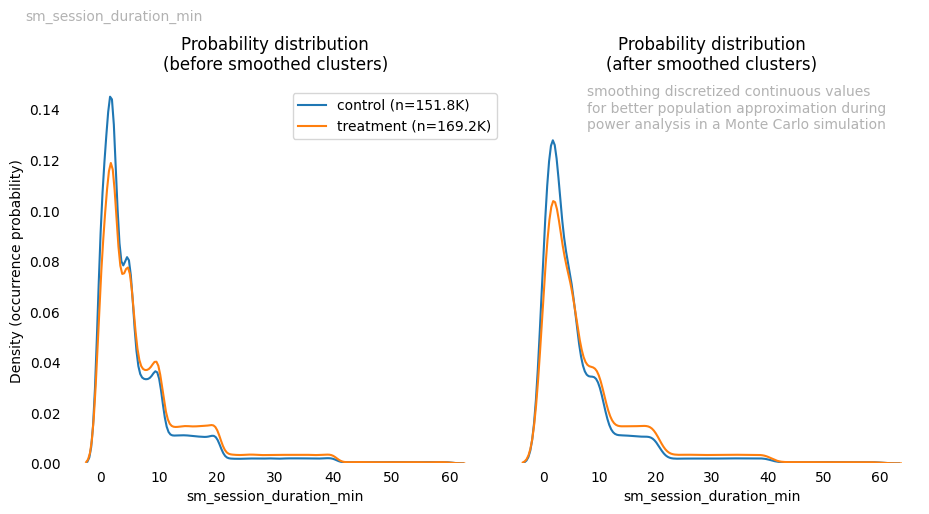 sm_session_duration_min
Probability distribution
(before smoothed clusters)
control (n=151.8K)
treatment (n=169.2K)
Density (occurrence probability)
0.14
0.12
0.10
0.08
0.06
0.04
0.02
0.00
0 10 20 30 40 50 60
sm_session_duration_min
Probability distribution
(after smoothed clusters)
smoothing discretized continuous values
for better population approximation during
power analysis in a Monte Carlo simulation
0 10 20 30 40 50 60
sm_session_duration_min